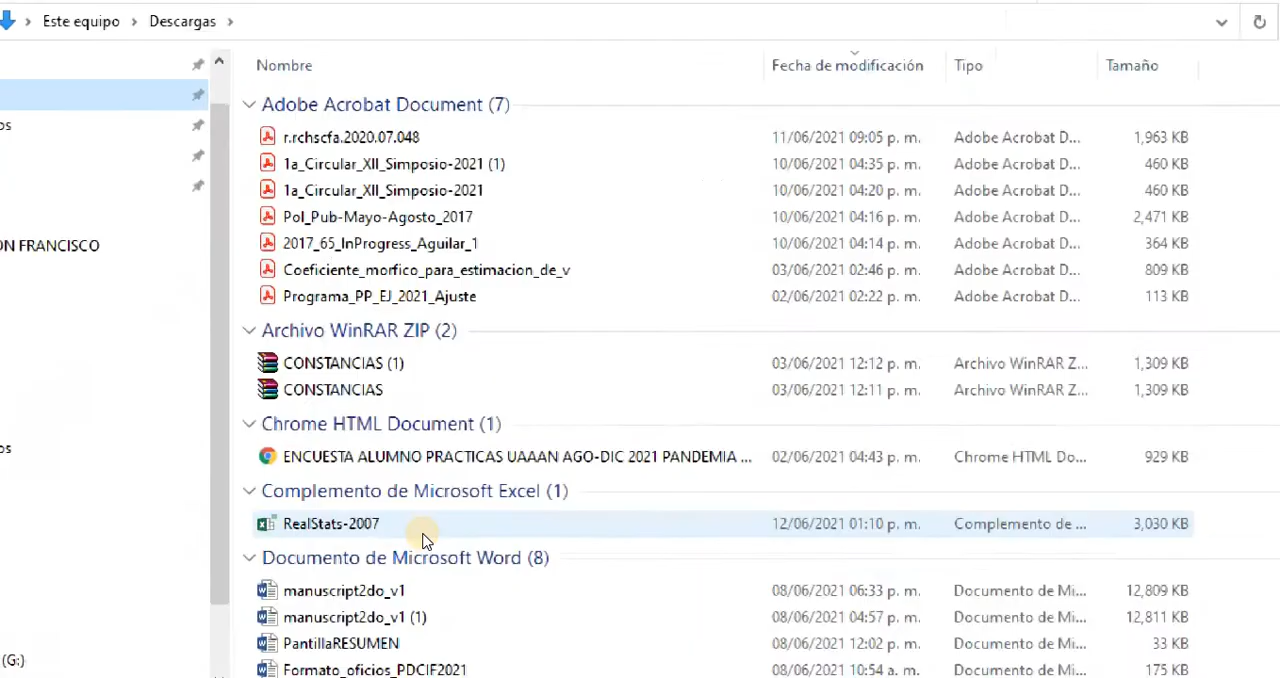 Este equipo > Descargas >
Nombre Fecha de modificación Tipo Tamaño
Adobe Acrobat Document (7)
r.rchscfa.2020.07.048 11/06/2021 09:05 p. m. Adobe Acrobat D... 1,963 KB
1a_Circular_XII_Simposio-2021 (1) 10/06/2021 04:35 p. m. Adobe Acrobat D... 460 KB
os
1a_Circular_XII_Simposio-2021 10/06/2021 04:20 p. m. Adobe Acrobat D... 460 KB
Pol_Pub-Mayo-Agosto_2017 10/06/2021 04:16 p. m. Adobe Acrobat D... 2,471 KB
ON FRANCISCO
2017_65_InProgress_Aguilar_1 10/06/2021 04:14 p. m. Adobe Acrobat D... 364 KB
Coeficiente_morfico_para_estimacion_de_v 03/06/2021 02:46 p. m. Adobe Acrobat D... 809 KB
Programa_PP_EJ_2021_Ajuste 02/06/2021 02:22 p. m. Adobe Acrobat D... 113 KB
Archivo WinRAR ZIP (2)
CONSTANCIAS (1) 03/06/2021 12:12 p. m. Archivo WinRAR Z... 1,309 KB
CONSTANCIAS 03/06/2021 12:11 p. m. Archivo WinRAR Z... 1,309 KB
Chrome HTML Document (1)
os
ENCUESTA ALUMNO PRACTICAS UAAAN AGO-DIC 2021 PANDEMIA ... 02/06/2021 04:43 p. m. Chrome HTML Do... 929 KB
Complemento de Microsoft Excel (1)
RealStats-2007 12/06/2021 01:10 p. m. Complemento de ... 3,030 KB
Documento de Microsoft Word (8)
manuscript2do_v1 08/06/2021 06:33 p. m. Documento de Mi... 12,809 KB
manuscript2do_v1 (1) 08/06/2021 04:57 p. m. Documento de Mi... 12,811 KB
PantillaRESUMEN 08/06/2021 12:02 p. m. Documento de Mi... 33 KB
(G:)
Formato_oficios_PDCIF2021 08/06/2021 10:54 a. m. Documento de Mi... 175 KB